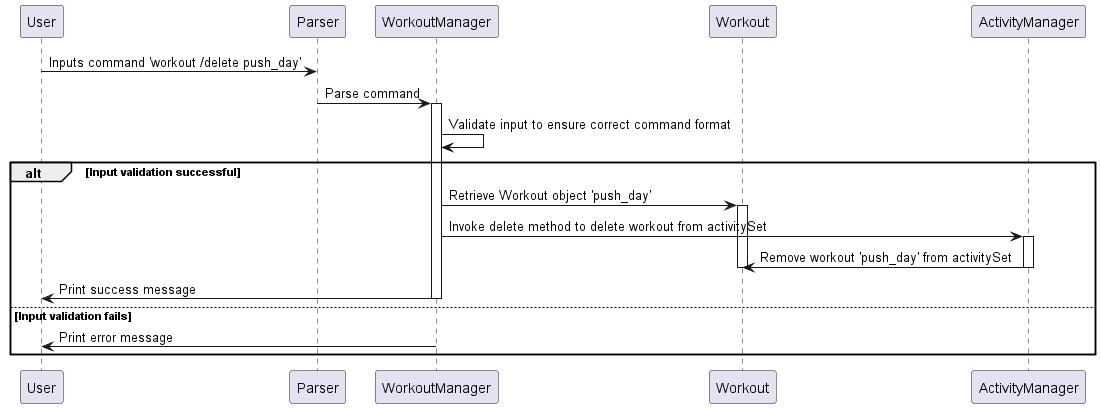 User Parser WorkoutManager Workout ActivityManager
Inputs command 'workout /delete push_day'
Parse command
Validate input to ensure correct command format
alt [Input validation successful]
Retrieve Workout object 'push_day'
Invoke delete method to delete workout from activitySet
Remove workout 'push_day' from activitySet
Print success message
[Input validation fails]
Print error message
User Parser WorkoutManager Workout ActivityManager